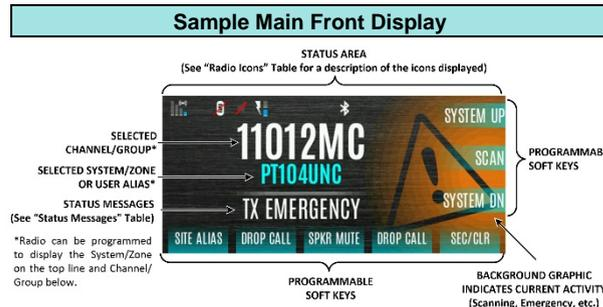 Sample Main Front Display
STATUS AREA
(See "Radio Icons" Table for a description of the icons displayed)
SELECTED
CHANNEL/GROUP*
SELECTED SYSTEM/ZONE
OR USER ALIAS*
STATUS MESSAGES
(See "Status Messages" Table)
*Radio can be programmed
to display the System/Zone
on the top line and Channel/
Group below.
11012MC
PT104UNC
TX EMERGENCY
SYSTEM UP
SCAN
SYSTEM DN
SITE ALIAS DROP CALL SPKR MUTE DROP CALL SEC/CLR
PROGRAMMAB
SOFT KEYS
PROGRAMMABLE
SOFT KEYS
BACKGROUND GRAPHIC
INDICATES CURRENT ACTIVITY
(Scanning, Emergency, etc.)